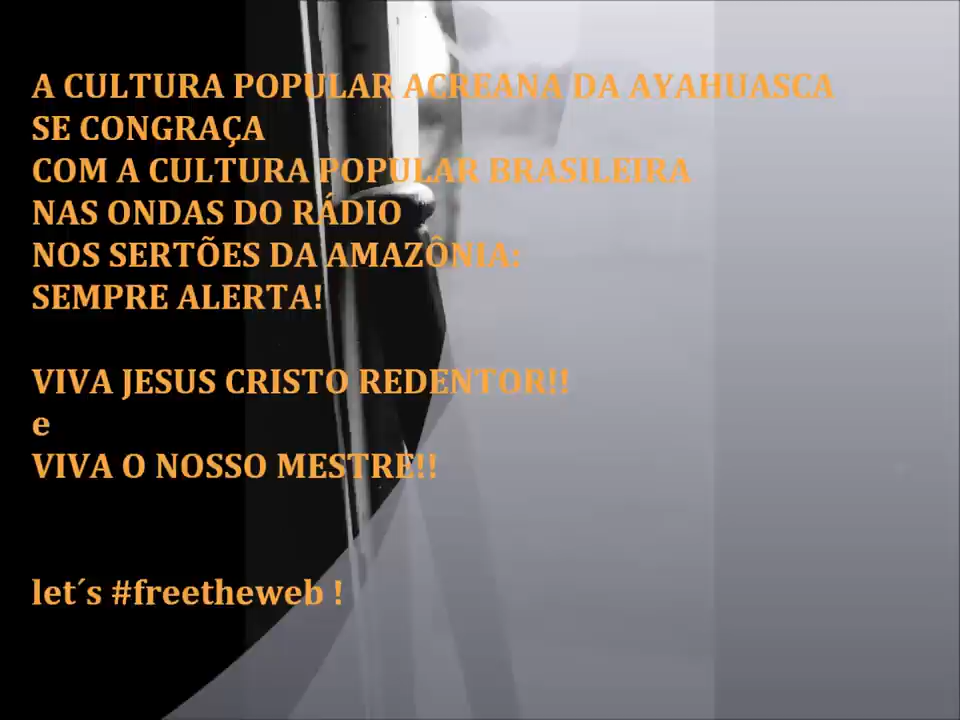 A CULTURA POPULAR ACREANA DA AYAHUASCA
SE CONGRAÇA
COM A CULTURA POPULAR BRASILEIRA
NAS ONDAS DO RÁDIO
NOS SERTÕES DA AMAZÔNIA:
SEMPRE ALERTA!
VIVA JESUS CRISTO REDENTOR!!
e
VIVA O NOSSO MESTRE!!
let´s #freetheweb !